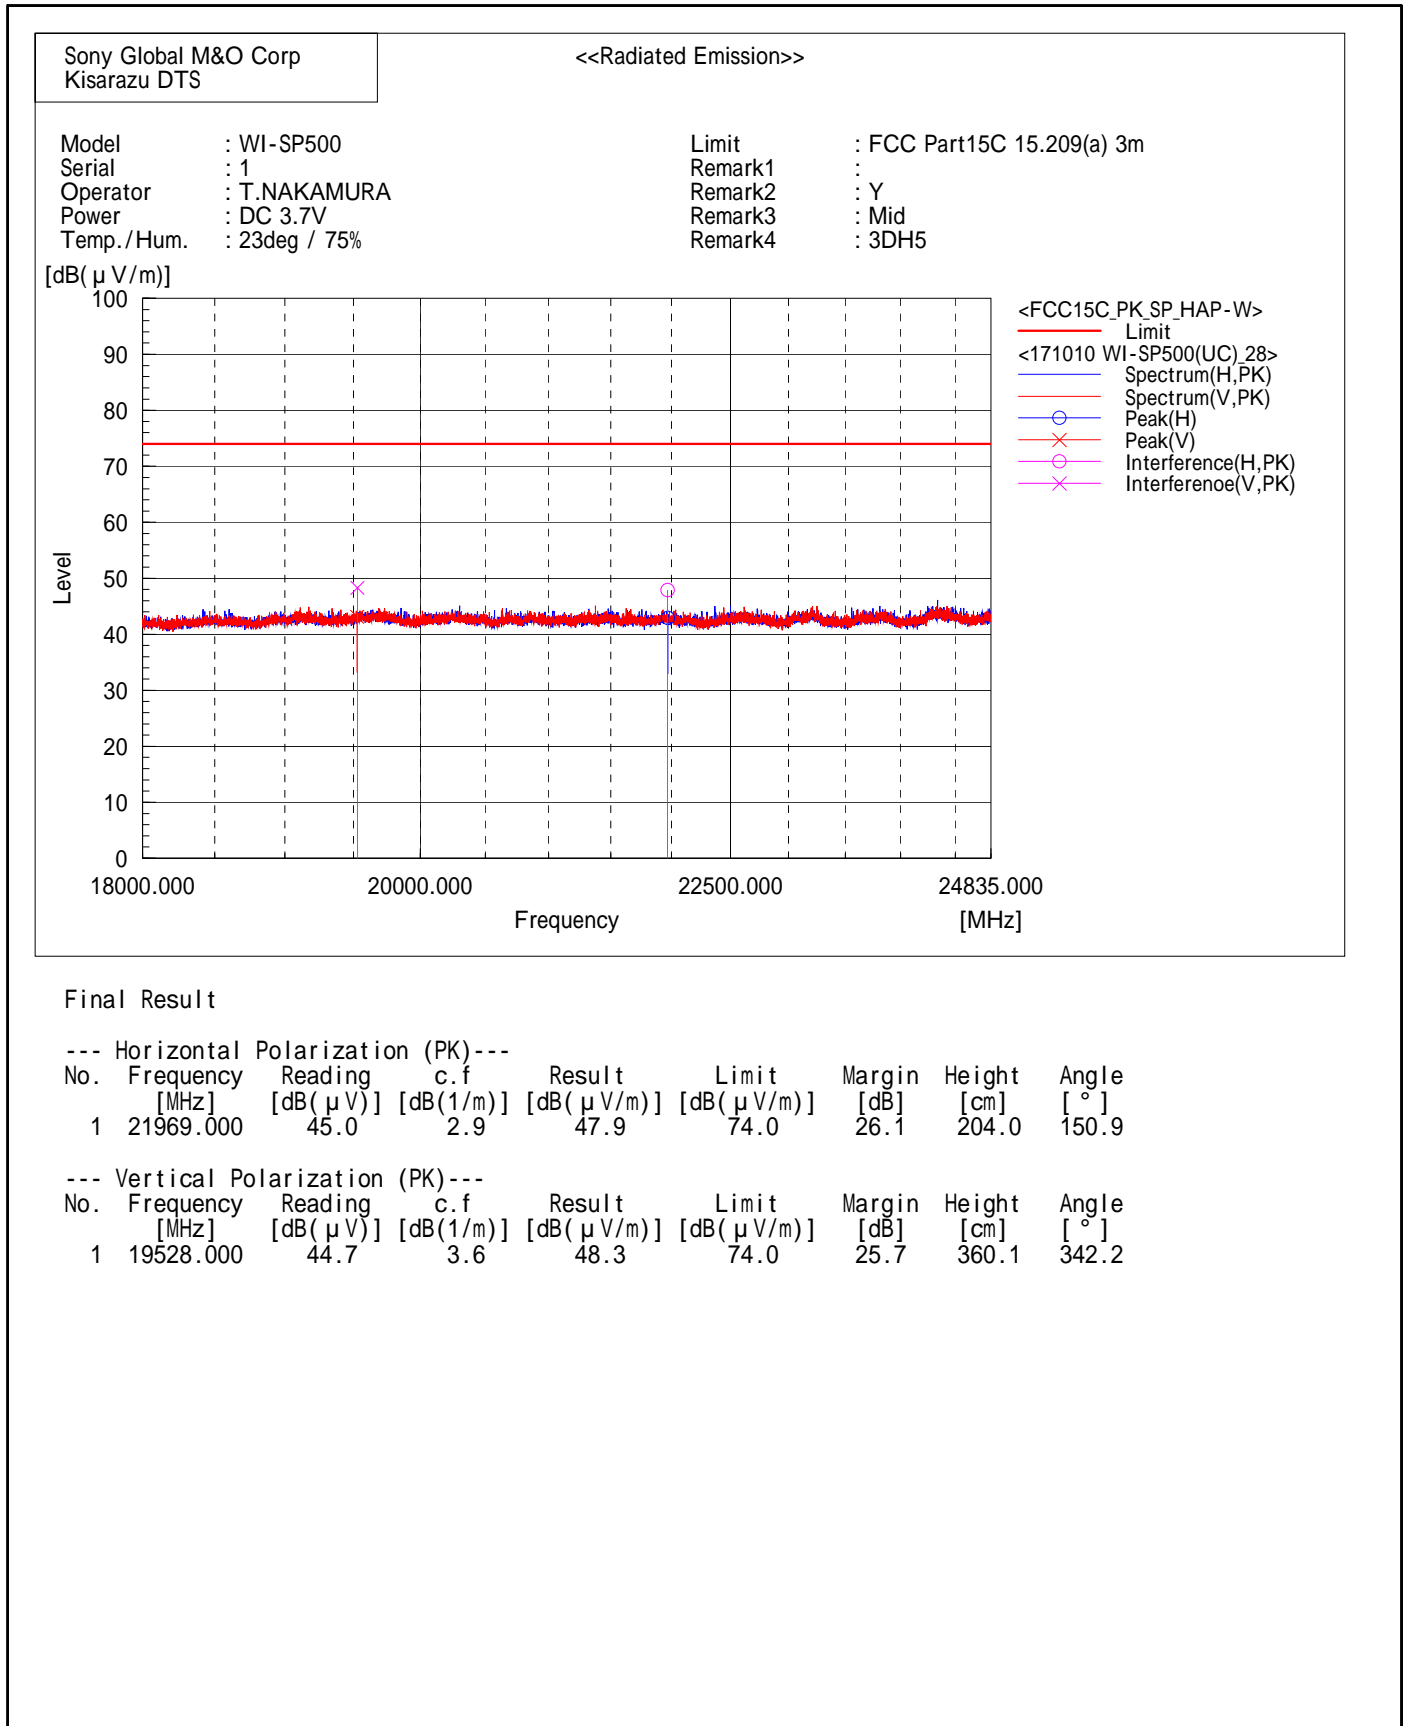 Sony Global M&O Corp
Kisarazu DTS
<<Radiated Emission>>
Model : WI-SP500
Serial : 1
Operator : T.NAKAMURA
Power : DC 3.7V
Temp./Hum. : 23deg / 75%
Limit : FCC Part15C 15.209(a) 3m
Remark1 :
Remark2 : Y
Remark3 : Mid
Remark4 : 3DH5
[dB(μV/m)]
100
90
80
70
60
50
40
30
20
10
0
Level
18000.000 20000.000 22500.000 24835.000
Frequency [MHz]
<FCC15C_PK_SP_HAP-W>
Limit
<171010 WI-SP500(UC)_28>
Spectrum(H,PK)
Spectrum(V,PK)
Peak(H)
Peak(V)
Interference(H,PK)
Interferenoe(V,PK)
Final Result
--- Horizontal Polarization (PK)---
No. Frequency Reading c.f Result Limit Margin Height Angle
[MHz] [dB(μV)] [dB(1/m)] [dB(μV/m)] [dB(μV/m)] [dB] [cm] [°]
1 21969.000 45.0 2.9 47.9 74.0 26.1 204.0 150.9
--- Vertical Polarization (PK)---
No. Frequency Reading c.f Result Limit Margin Height Angle
[MHz] [dB(μV)] [dB(1/m)] [dB(μV/m)] [dB(μV/m)] [dB] [cm] [°]
1 19528.000 44.7 3.6 48.3 74.0 25.7 360.1 342.2